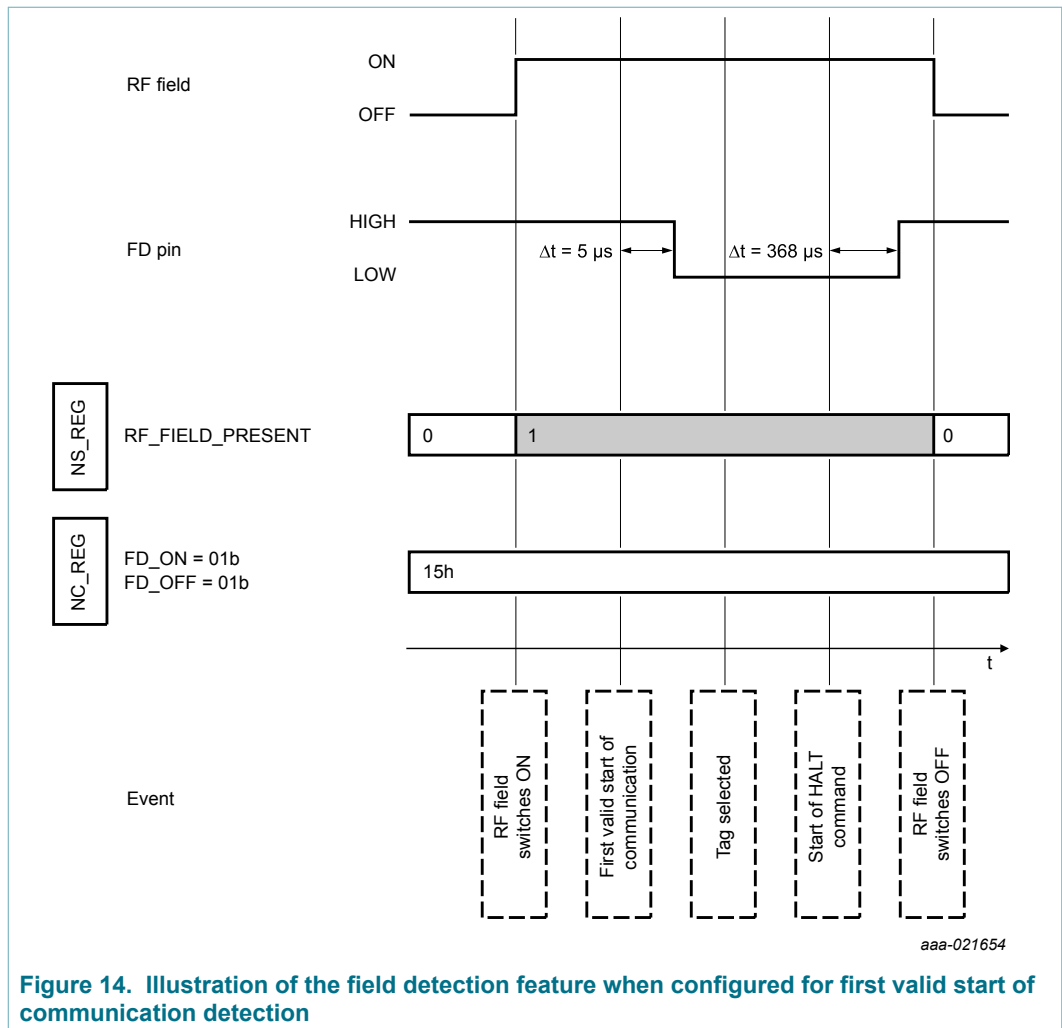 ON
RF field
OFF
HIGH
FD pin
Δt = 5 μs
Δt = 368 μs
LOW
NS_REG
RF_FIELD_PRESENT
0
1
0
NC_REG
FD_ON = 01b
FD_OFF = 01b
15h
t
Event
RF field
switches ON
First valid start of
communication
Tag selected
Start of HALT
command
RF field
switches OFF
aaa-021654
Figure 14. Illustration of the field detection feature when configured for first valid start of
communication detection